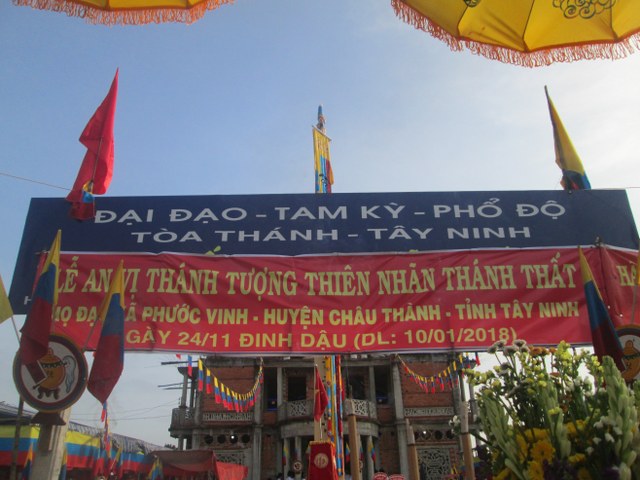 ĐẠI ĐẠO - TAM KỲ - PHỔ ĐỘ
TÒA THÁNH - TÂY NINH
LỄ AN VỊ THÁNH TƯỢNG THIÊN NHÃN THÁNH THẤT
PHƯỚC VINH - HUYỆN CHÂU THÀNH - TỈNH TÂY NINH
24/11 ĐINH DẬU (DL: 10/01/2018)